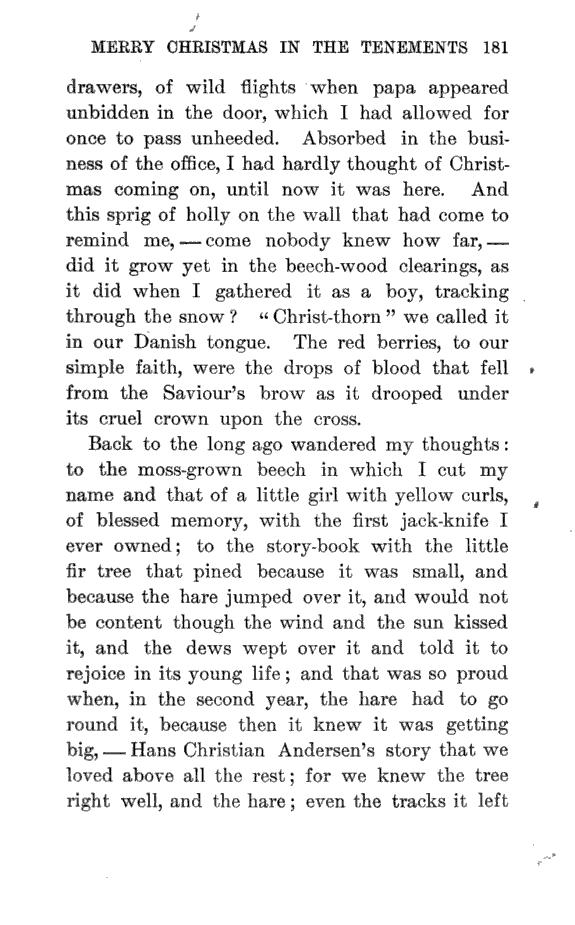 MERRY CHRISTMAS IN THE TENEMENTS 181
drawers, of wild flights when papa appeared
unbidden in the door, which I had allowed for
once to pass unheeded. Absorbed in the busi-
ness of the office, I had hardly thought of Christ-
mas coming on, until now it was here. And
this sprig of holly on the wall that had come to
remind me, — come nobody knew how far, —
did it grow yet in the beech-wood clearings, as
it did when I gathered it as a boy, tracking
through the snow? "Christ-thorn" we called it
in our Danish tongue. The red berries, to our
simple faith, were the drops of blood that fell
from the Saviour's brow as it drooped under
its cruel crown upon the cross.
Back to the long ago wandered my thoughts:
to the moss-grown beech in which I cut my
name and that of a little girl with yellow curls,
of blessed memory, with the first jack-knife I
ever owned; to the story-book with the little
fir tree that pined because it was small, and
because the hare jumped over it, and would not
be content though the wind and the sun kissed
it, and the dews wept over it and told it to
rejoice in its young life; and that was so proud
when, in the second year, the hare had to go
round it, because then it knew it was getting
big, — Hans Christian Andersen's story that we
loved above all the rest; for we knew the tree
right well, and the hare; even the tracks it left